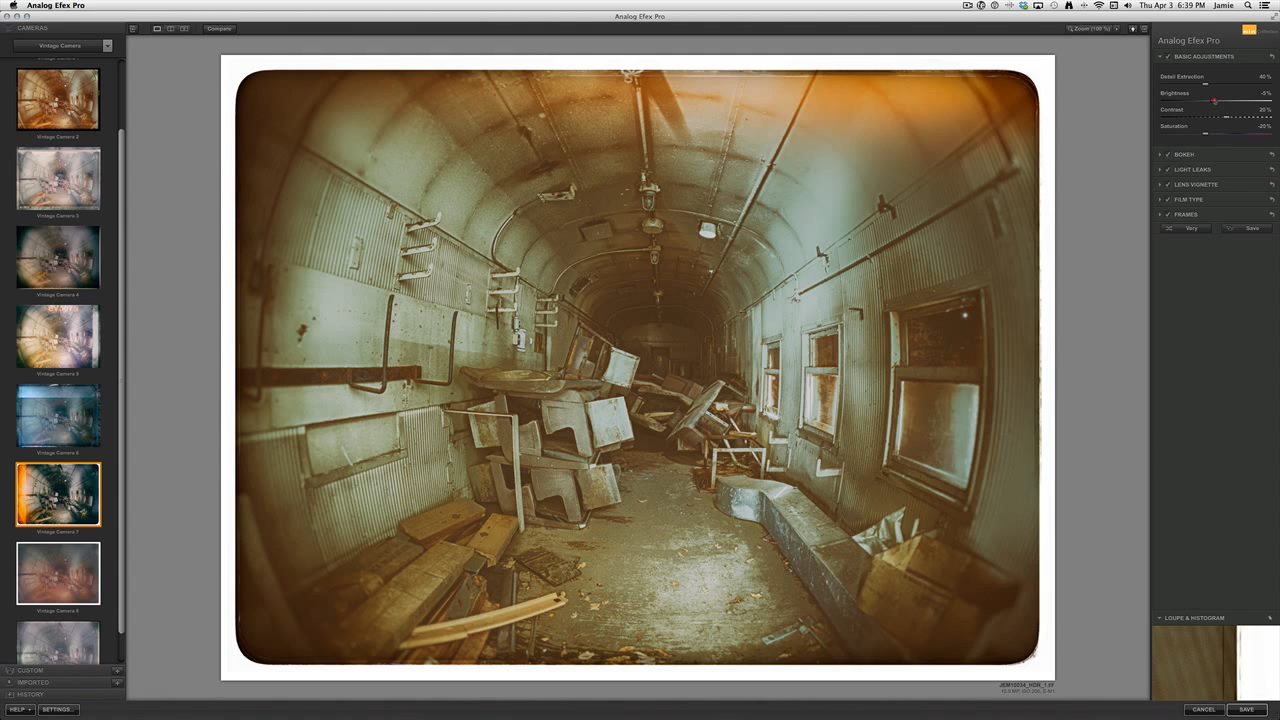 Analog Efex Pro
Thu Apr 3 6:39 PM Jamie
Analog Efex Pro
CAMERAS
Compare
Zoom (100 %)
Vintage Camera
Vintage Camera 2
Vintage Camera 3
Vintage Camera 4
Vintage Camera 5
Vintage Camera 6
Vintage Camera 7
Vintage Camera 8
CUSTOM
IMPORTED
HISTORY
HELP
SETTINGS...
Analog Efex Pro
BASIC ADJUSTMENTS
Detail Extraction 40 %
Brightness -5%
Contrast 20 %
Saturation -20%
BOKEH
LIGHT LEAKS
LENS VIGNETTE
FILM TYPE
FRAMES
Vary
Save
LOUPE & HISTOGRAM
CANCEL
SAVE